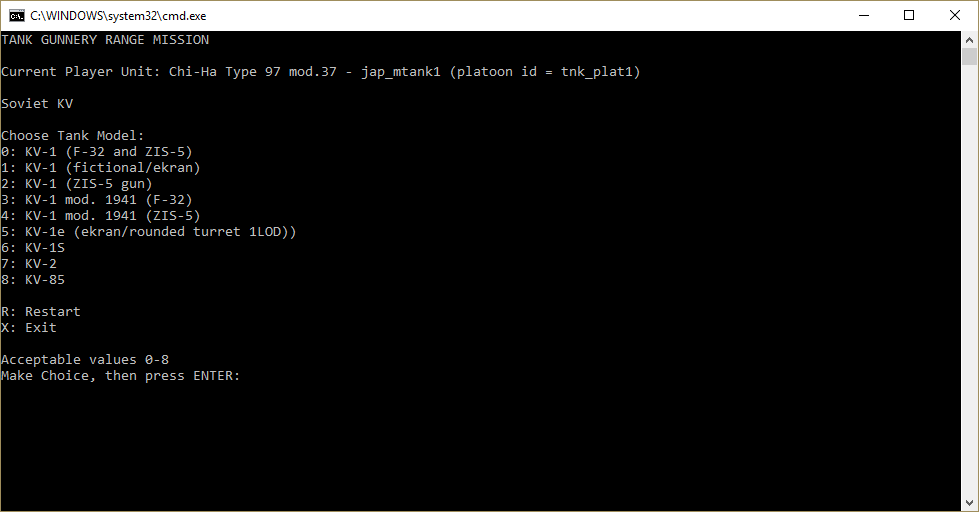 C:\WINDOWS\system32\cmd.exe
TANK GUNNERY RANGE MISSION
Current Player Unit: Chi-Ha Type 97 mod.37 - jap_mtank1 (platoon id = tnk_plat1)
Soviet KV
Choose Tank Model:
0: KV-1 (F-32 and ZIS-5)
1: KV-1 (fictional/ekran)
2: KV-1 (ZIS-5 gun)
3: KV-1 mod. 1941 (F-32)
4: KV-1 mod. 1941 (ZIS-5)
5: KV-1e (ekran/rounded turret 1LOD))
6: KV-1S
7: KV-2
8: KV-85
R: Restart
X: Exit
Acceptable values 0-8
Make Choice, then press ENTER: